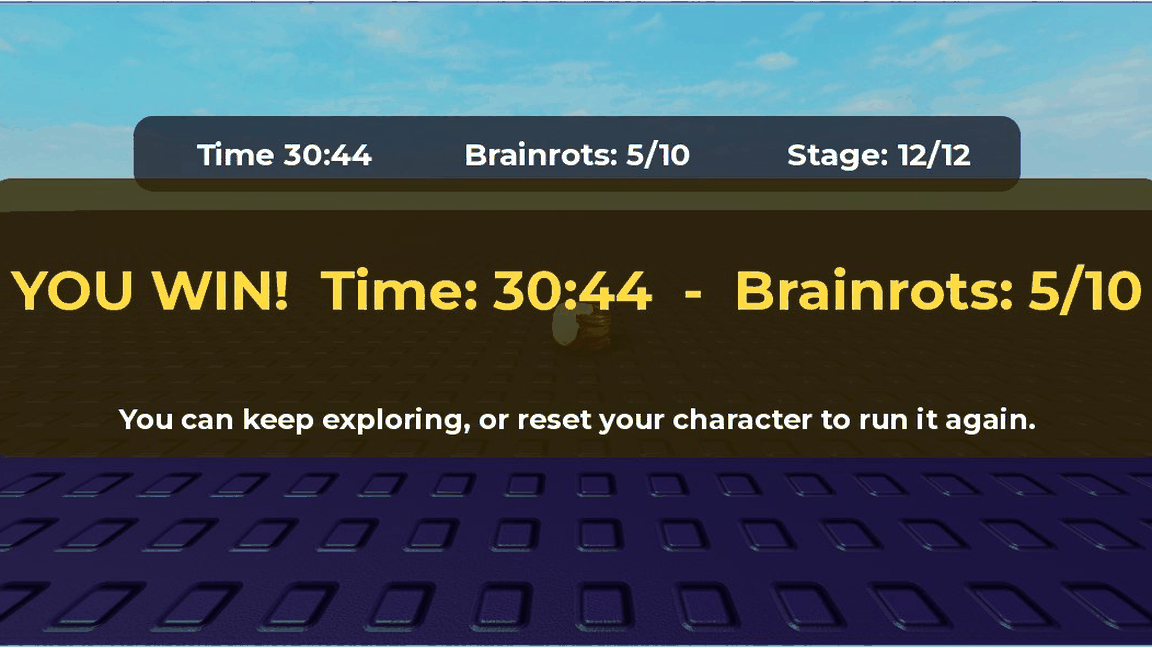 Time 30:44 Brainrots: 5/10 Stage: 12/12
YOU WIN! Time: 30:44 - Brainrots: 5/10
You can keep exploring, or reset your character to run it again.